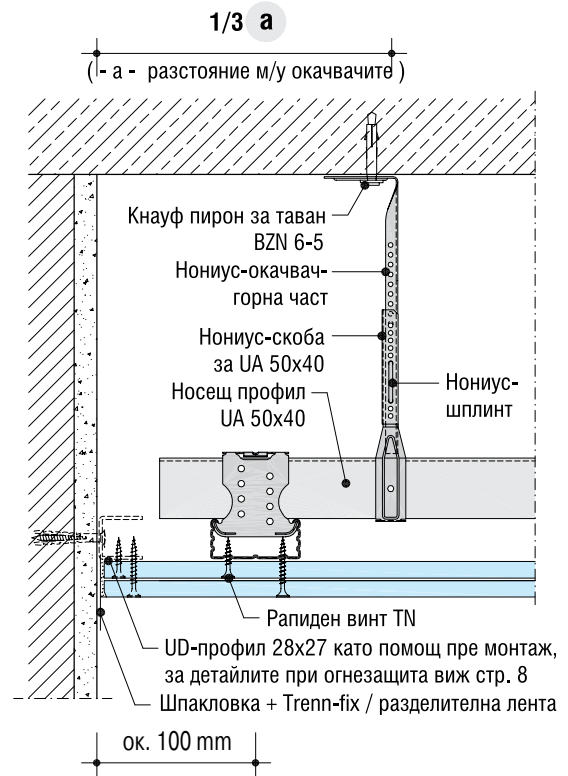 1/3 a
( - a - разстояние м/у окачвачите )
Кнауф пирон за таван
BZN 6-5
Нониус-окачвач-
горна част
Нониус-скоба
за UA 50x40
Носещ профил
UA 50x40
Нониус-
шплинт
Рапиден винт TN
UD-профил 28x27 като помощ пре монтаж,
за детайлите при огнезащита виж стр. 8
Шпакловка + Trenn-fix / разделителна лента
ок. 100 mm